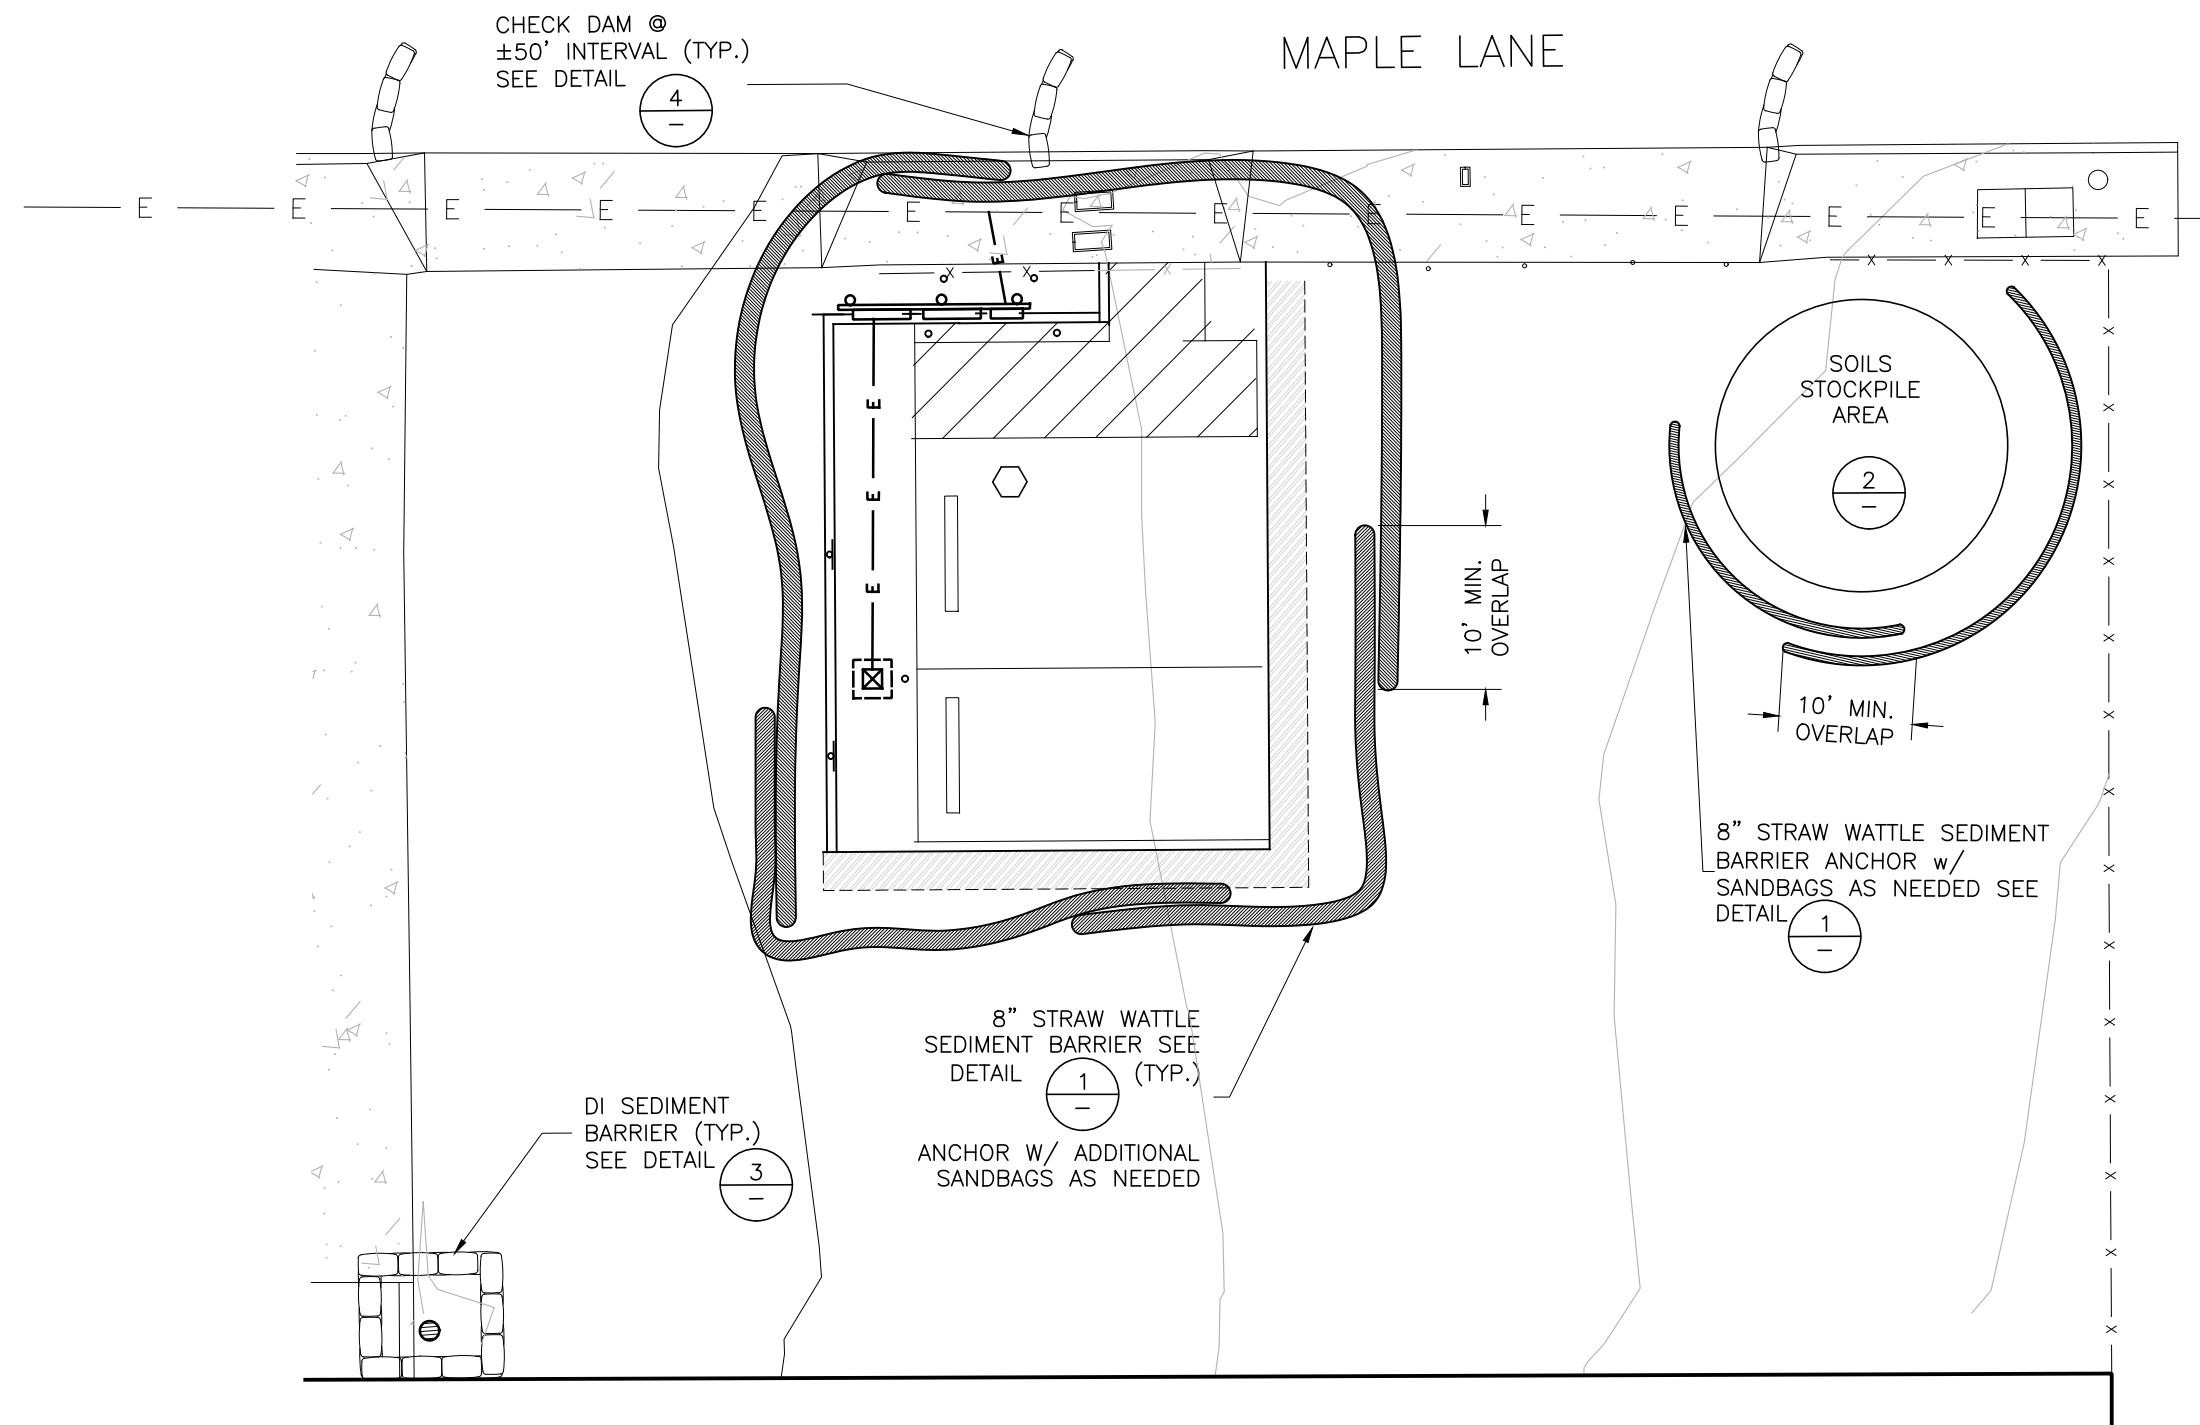 CHECK DAM @
±50' INTERVAL (TYP.)
SEE DETAIL
4
–
MAPLE LANE
E E E E E E E E E E E E E E
E
X X X
X X X X
E
E
E
SOILS
STOCKPILE
AREA
2
–
10' MIN.
OVERLAP
10' MIN.
OVERLAP
8" STRAW WATTLE SEDIMENT
BARRIER ANCHOR w/
SANDBAGS AS NEEDED SEE
DETAIL
1
–
8" STRAW WATTLE
SEDIMENT BARRIER SEE
DETAIL (TYP.)
1
–
ANCHOR W/ ADDITIONAL
SANDBAGS AS NEEDED
DI SEDIMENT
BARRIER (TYP.)
SEE DETAIL
3
–
X
X
X
X
X
X
X
X
X
X
X
X
X
X